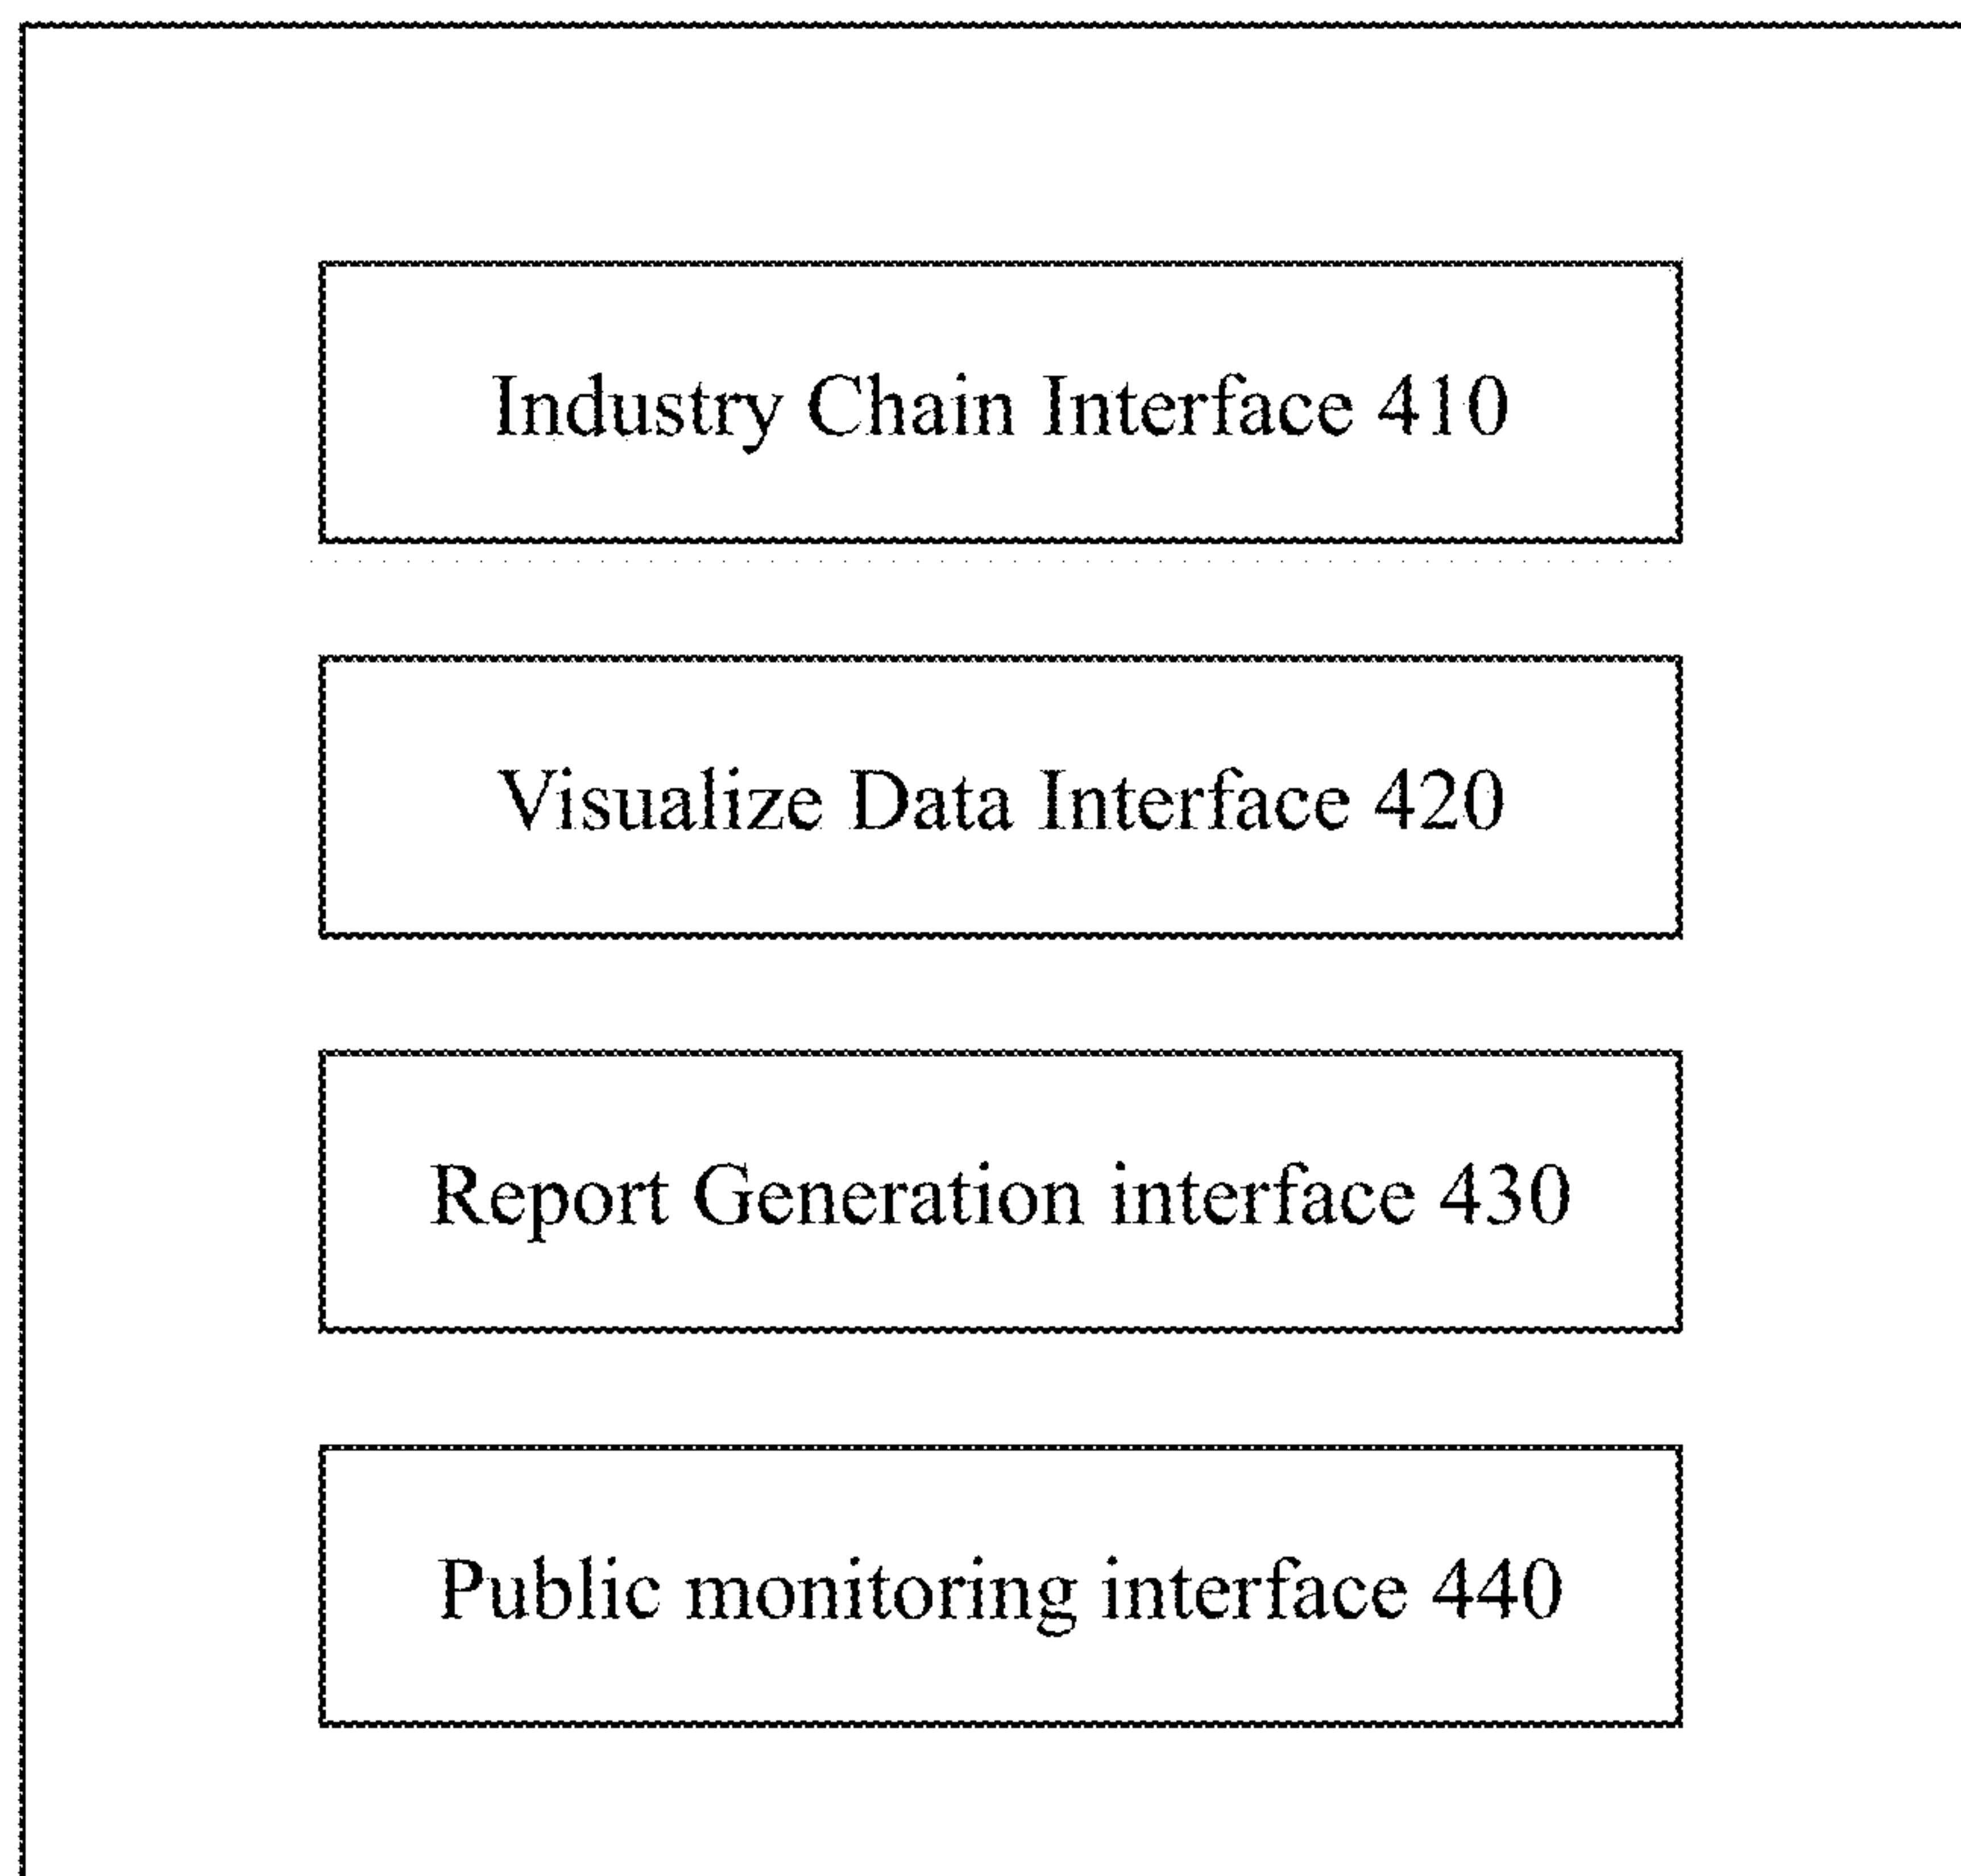 Industry Chain Interface 410
Visualize Data Interface 420
Report Generation interface 430
Public monitoring interface 440